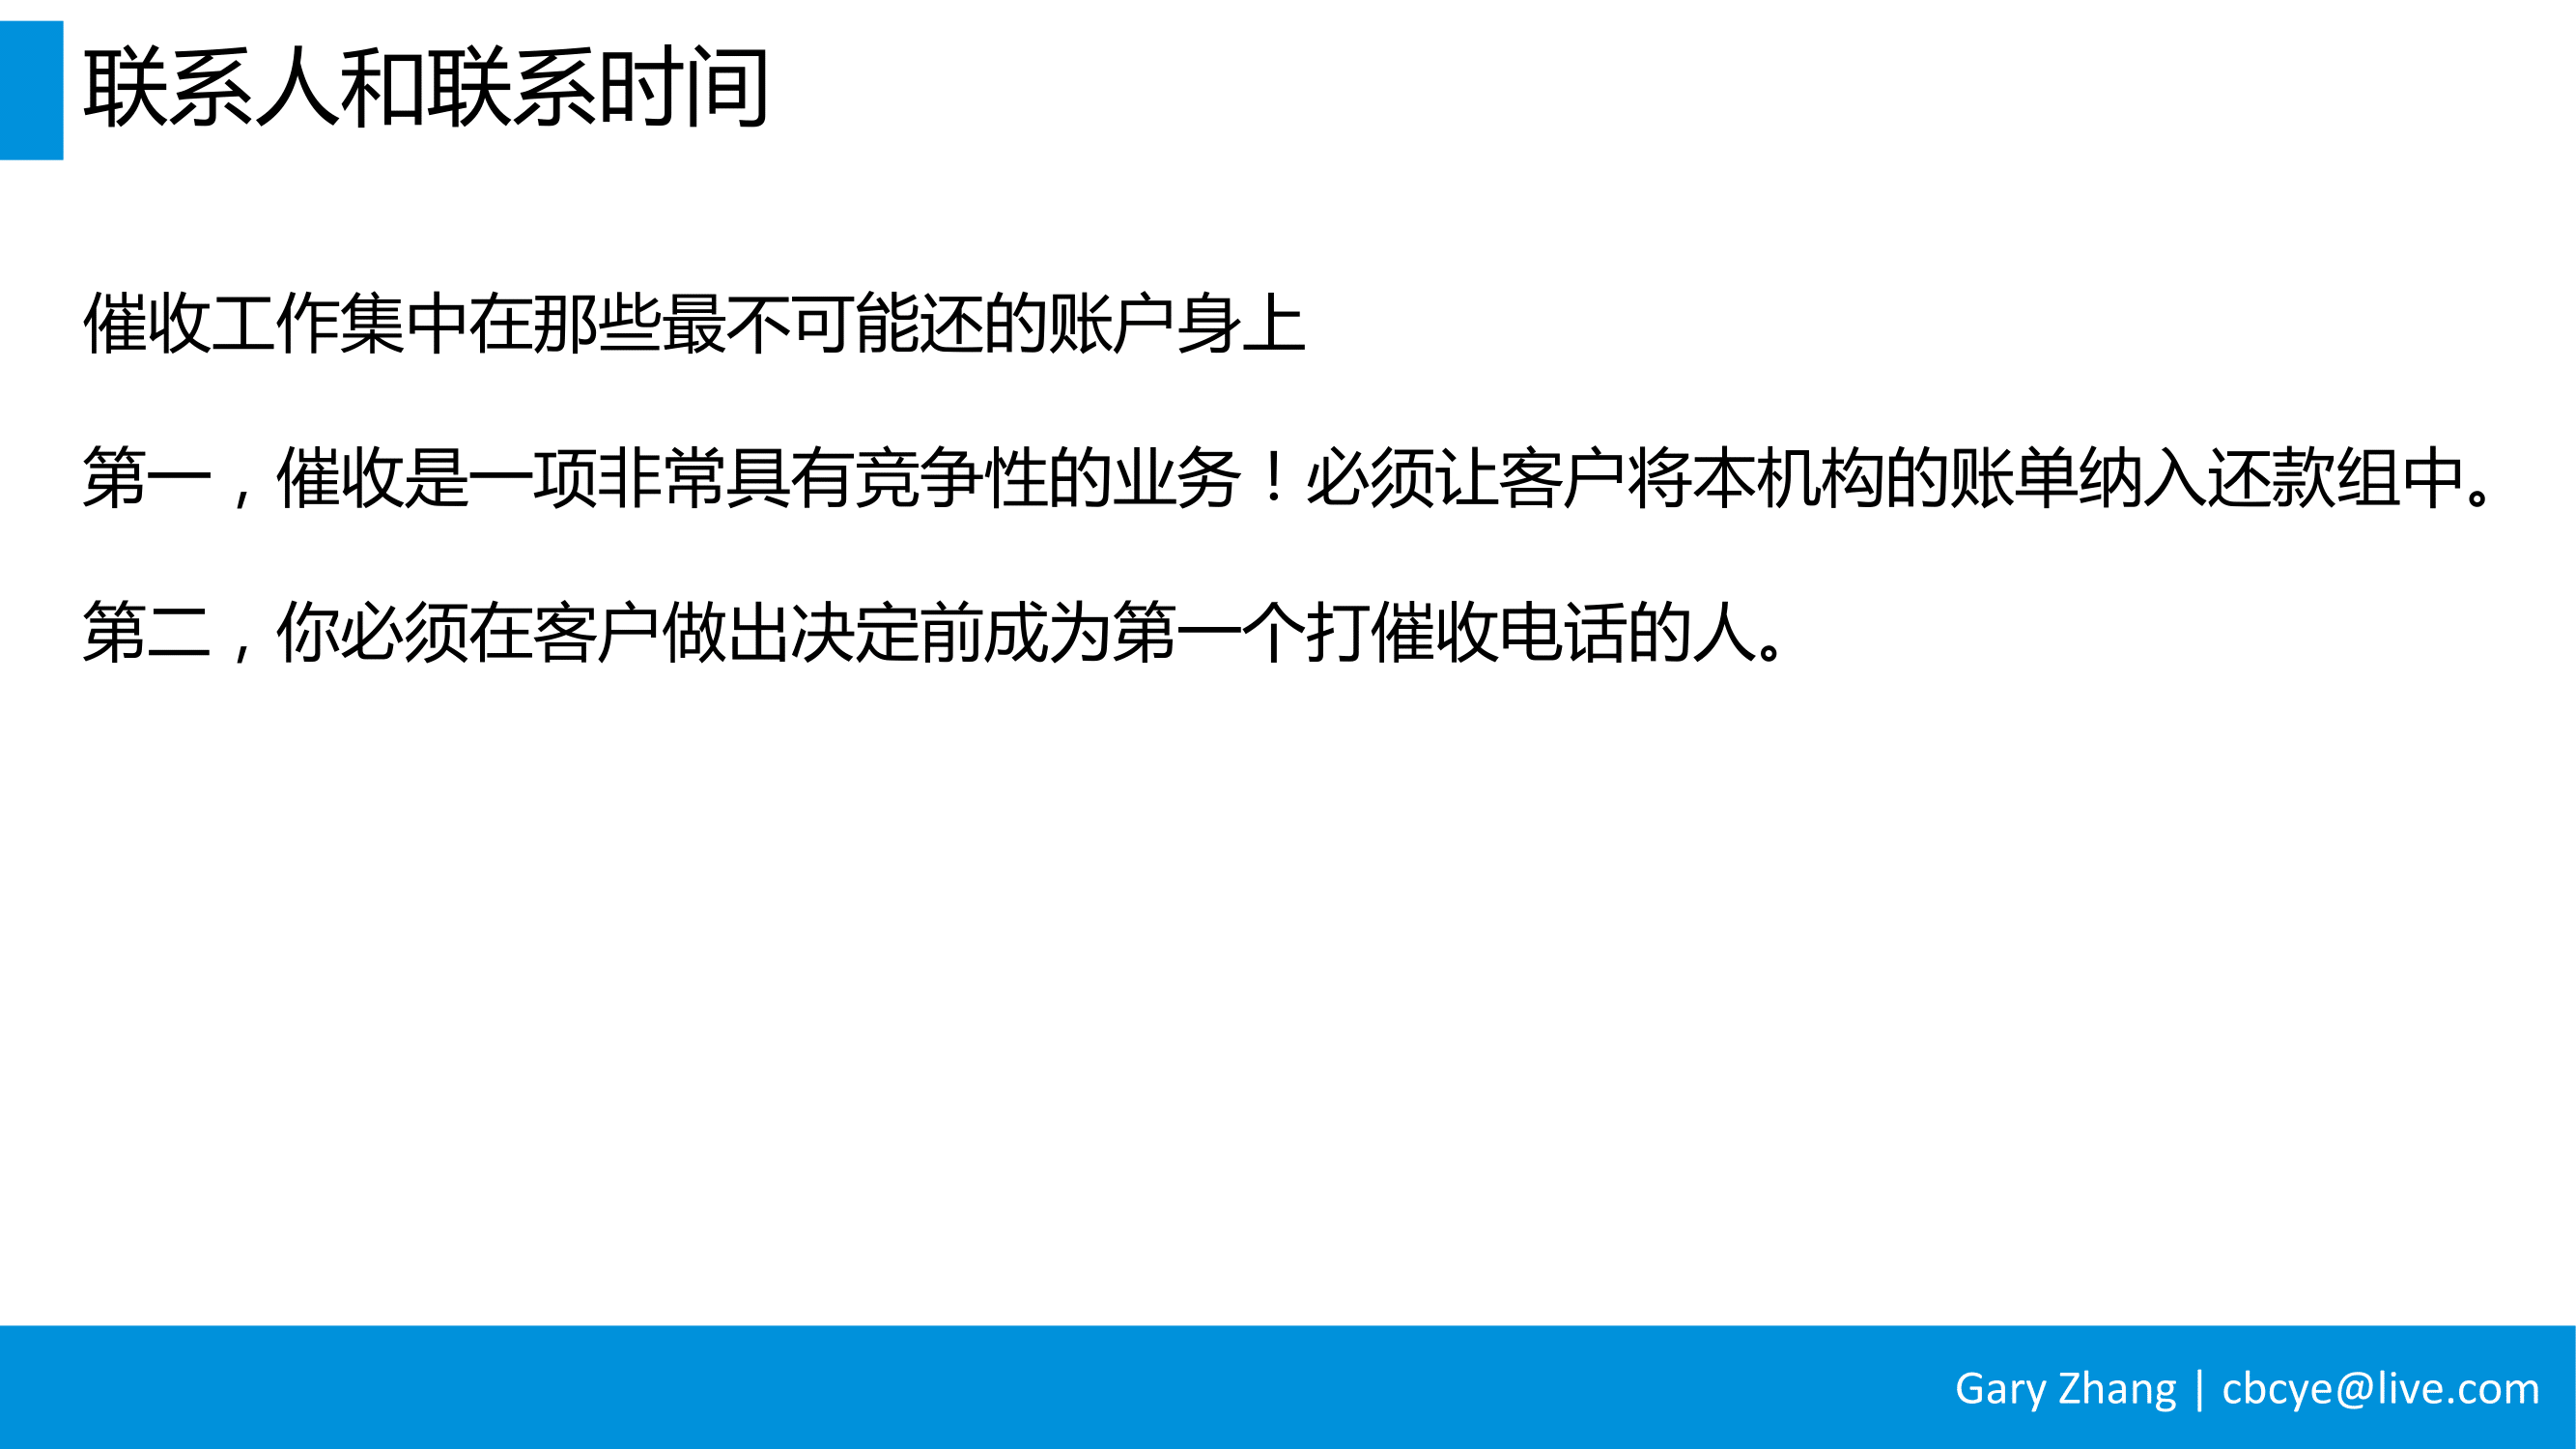 联系人和联系时间
催收工作集中在那些最不可能还的账户身上
第一，催收是一项非常具有竞争性的业务！必须让客户将本机构的账单纳入还款组中。
第二，你必须在客户做出决定前成为第一个打催收电话的人。
Gary Zhang | cbcye@live.com